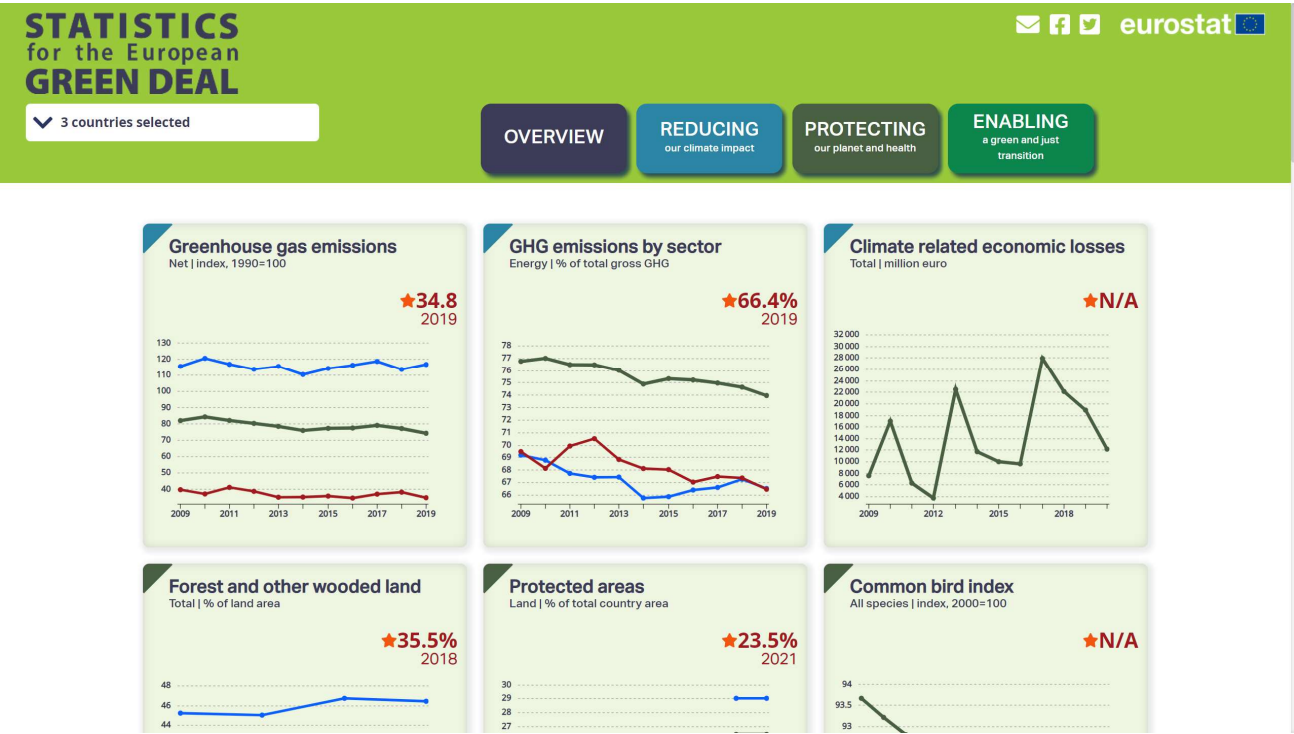 STATISTICS
for the European
GREEN DEAL
eurostat
3 countries selected
OVERVIEW
REDUCING
our climate impact
PROTECTING
our planet and health
ENABLING
a green and just
transition
Greenhouse gas emissions
Net | index, 1990=100
34.8
2019
130
120
110
100
90
80
70
60
50
40
2009 2011 2013 2015 2017 2019
GHG emissions by sector
Energy | % of total gross GHG
66.4%
2019
78
77
76
75
74
73
72
71
70
69
68
67
66
2009 2011 2013 2015 2017 2019
Climate related economic losses
Total | million euro
N/A
32 000
30 000
28 000
26 000
24 000
22 000
20 000
18 000
16 000
14 000
12 000
10 000
8 000
6 000
4 000
2009 2012 2015 2018
Forest and other wooded land
Total | % of land area
35.5%
2018
48
46
44
Protected areas
Land | % of total country area
23.5%
2021
30
29
28
27
Common bird index
All species | index, 2000=100
N/A
94
93.5
93